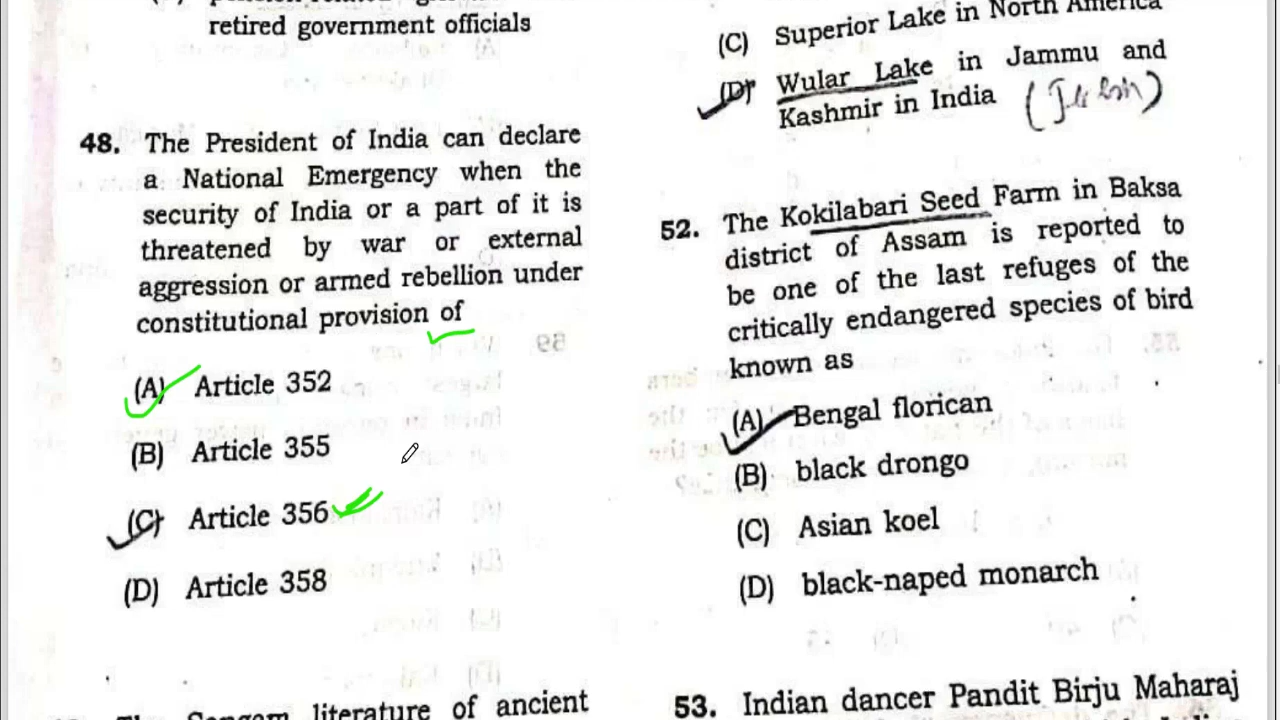 retired government officials
48. The President of India can declare
a National Emergency when the
security of India or a part of it is
threatened by war or external
aggression or armed rebellion under
constitutional provision of
(A) Article 352
(B) Article 355
(C) Article 356
(D) Article 358
literature of ancient
(C) Superior Lake in North America
(D) Wular Lake in Jammu and
Kashmir in India
52. The Kokilabari Seed Farm in Baksa
district of Assam is reported to
be one of the last refuges of the
critically endangered species of bird
known as
(A) Bengal florican
(B) black drongo
(C) Asian koel
(D) black-naped monarch
53. Indian dancer Pandit Birju Maharaj